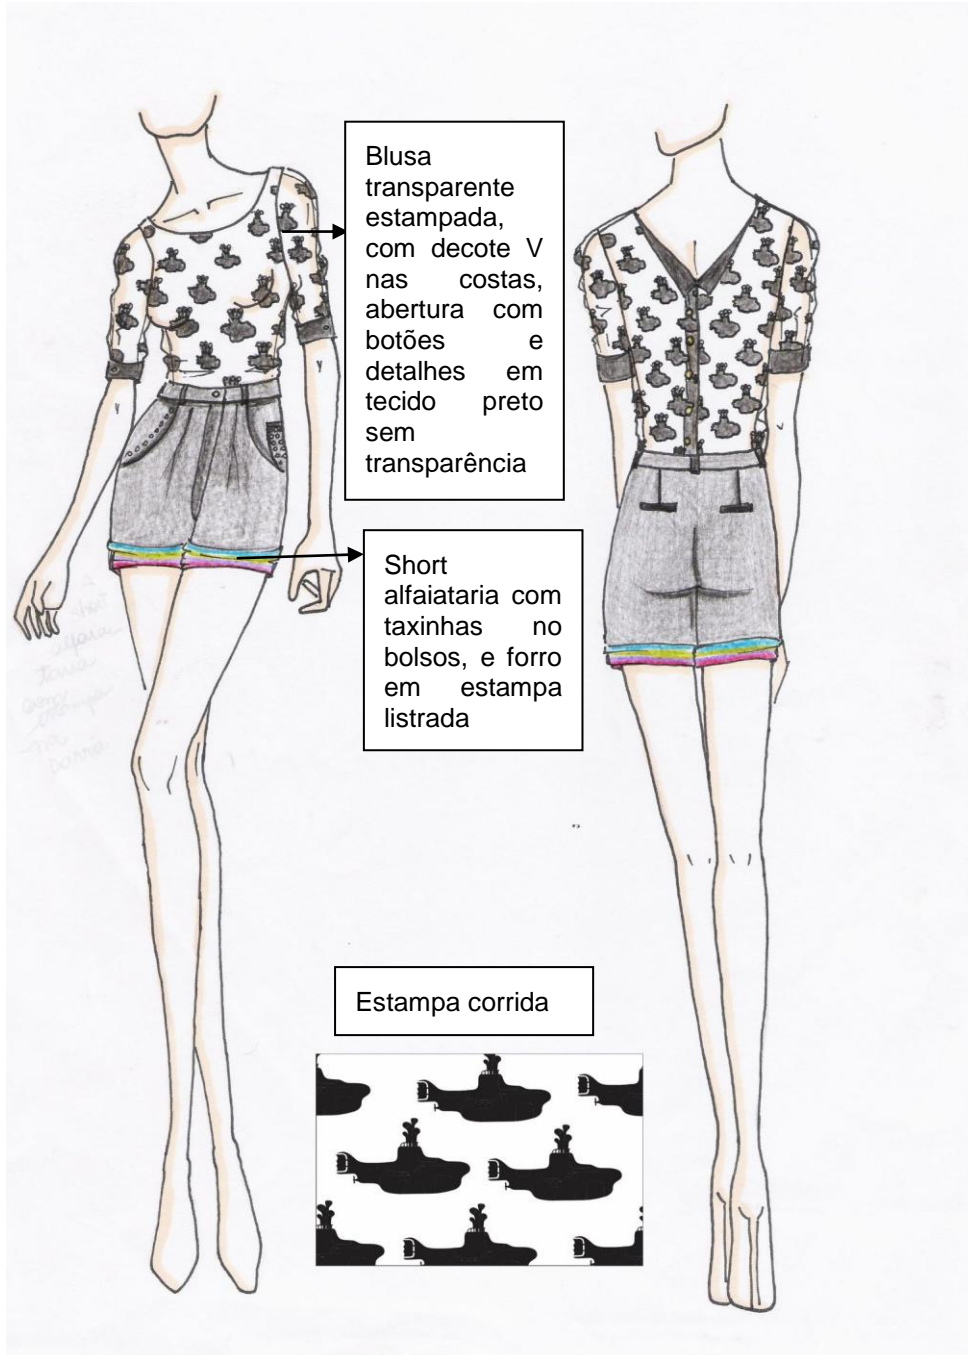 Blusa
transparente
estampada,
com decote V
nas costas,
abertura com
botões e
detalhes em
tecido preto
sem
transparência
Short
alfaiataria com
taxinhas no
bolsos, e forro
em estampa
listrada
Estampa corrida